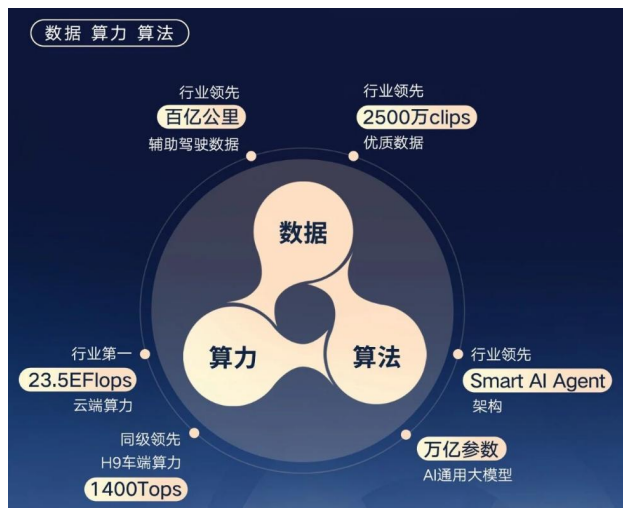 数据 算力 算法
行业领先
百亿公里
辅助驾驶数据
行业领先
2500万clips
优质数据
数据
算力
算法
行业第一
23.5EFlops
云端算力
同级领先
H9车端算力
1400Tops
行业领先
Smart AI Agent
架构
万亿参数
AI通用大模型